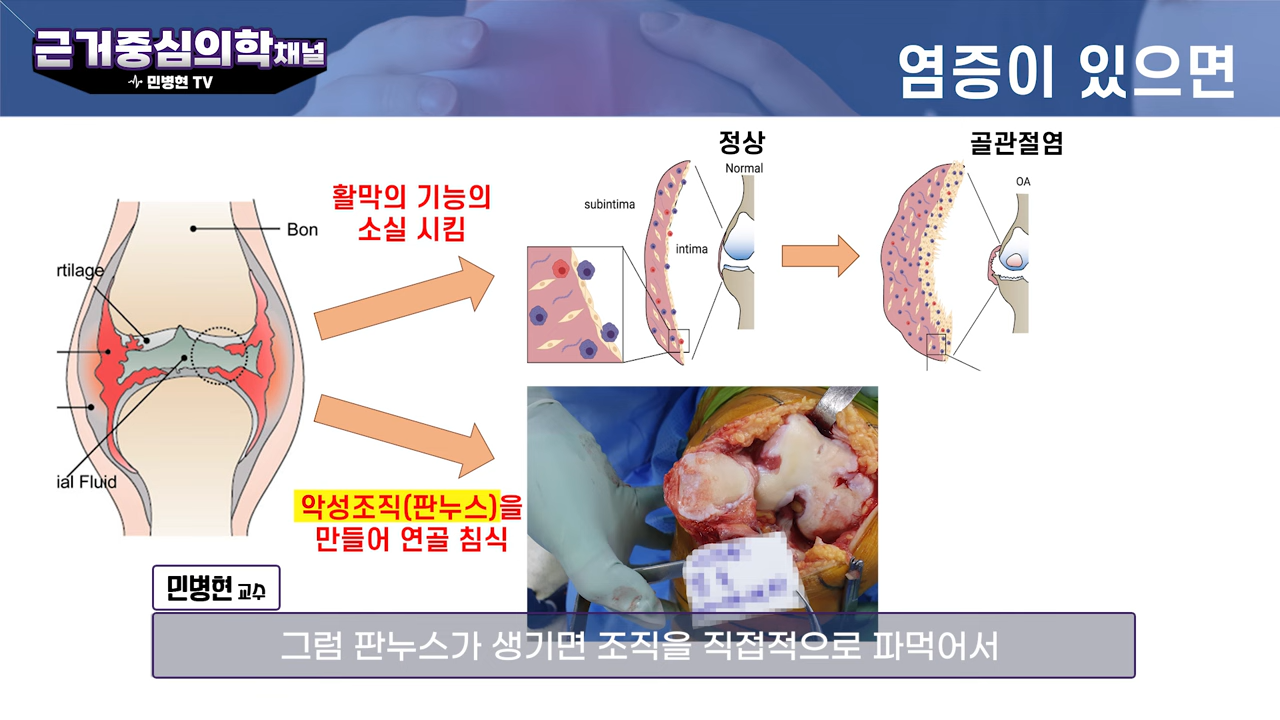 근거중심의학채널
민병현 TV
염증이 있으면
정상
골관절염
Normal
OA
활막의 기능의
소실 시킴
subintima
intima
Bon
rtilage
ial Fluid
악성조직(판누스)을
만들어 연골 침식
민병현 교수
그럼 판누스가 생기면 조직을 직접적으로 파먹어서